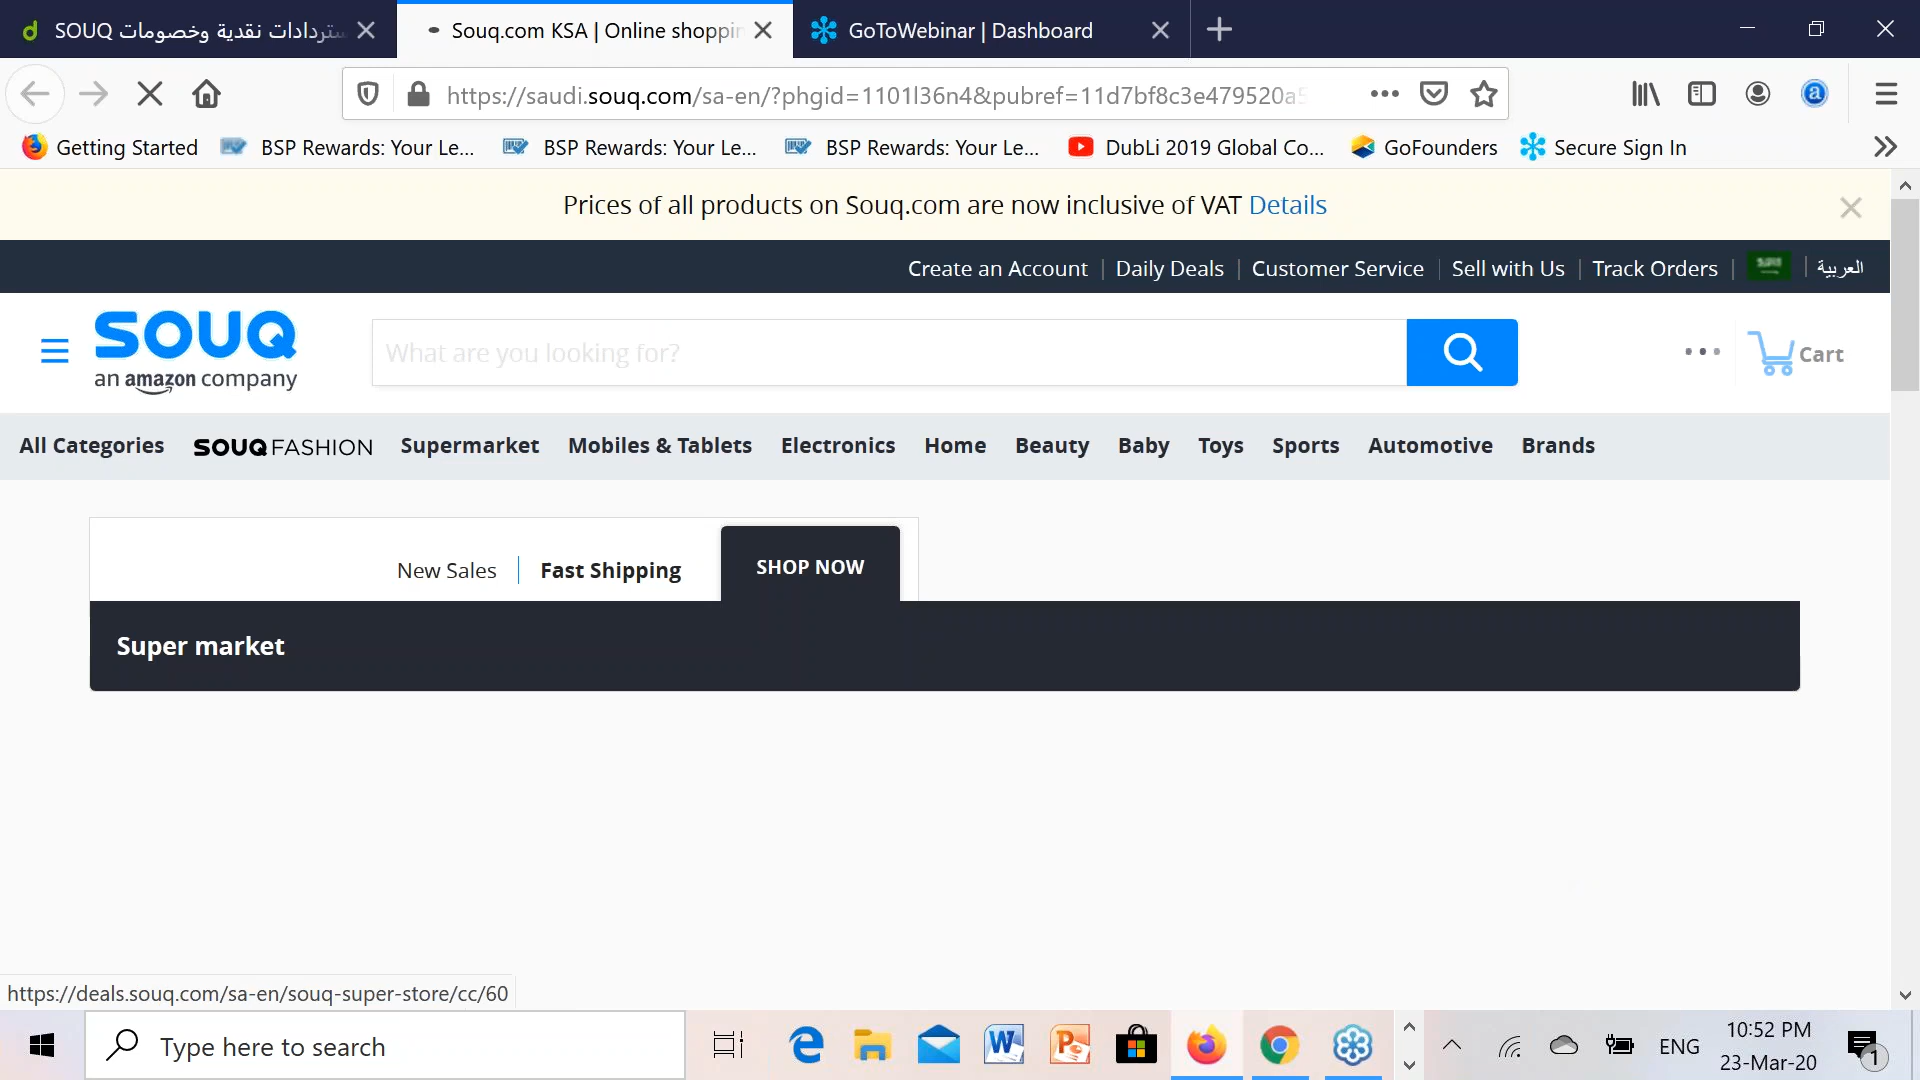 SOUQ ستردادات نقدية وخصومات
Souq.com KSA | Online shoppin
GoToWebinar | Dashboard
https://saudi.souq.com/sa-en/?phgid=1101l36n4&pubref=11d7bf8c3e479520a5
Getting Started
BSP Rewards: Your Le...
BSP Rewards: Your Le...
BSP Rewards: Your Le...
DubLi 2019 Global Co...
GoFounders
Secure Sign In
Prices of all products on Souq.com are now inclusive of VAT Details
Create an Account | Daily Deals | Customer Service | Sell with Us | Track Orders | العربية
SOUQ
an amazon company
What are you looking for?
Cart
All Categories
SOUQ FASHION
Supermarket
Mobiles & Tablets
Electronics
Home
Beauty
Baby
Toys
Sports
Automotive
Brands
New Sales
Fast Shipping
SHOP NOW
Super market
https://deals.souq.com/sa-en/souq-super-store/cc/60
Type here to search
ENG
10:52 PM
23-Mar-20
1